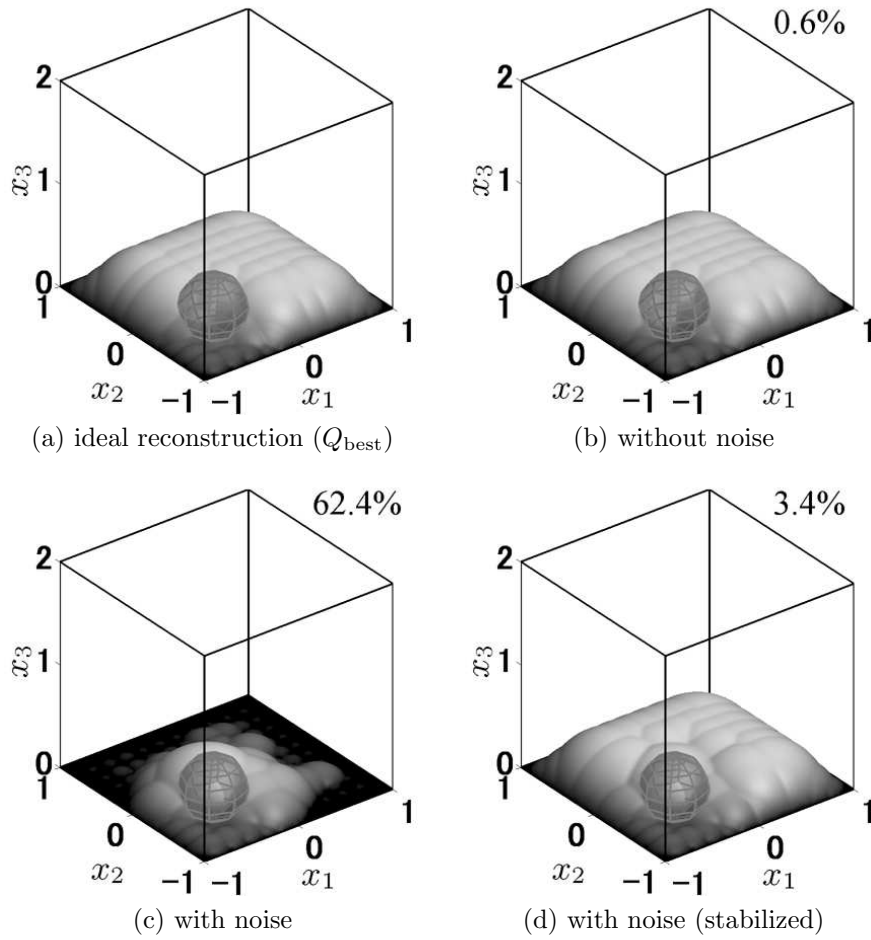 0.6%
2
2
x₃
1
x₃
1
0
1
0
1
0
x₂
−1
−1
0
x₁
1
0
x₂
−1
−1
0
x₁
1
(a) ideal reconstruction (Q_best)
(b) without noise
62.4%
3.4%
2
2
x₃
1
x₃
1
0
1
0
1
0
x₂
−1
−1
0
x₁
1
0
x₂
−1
−1
0
x₁
1
(c) with noise
(d) with noise (stabilized)